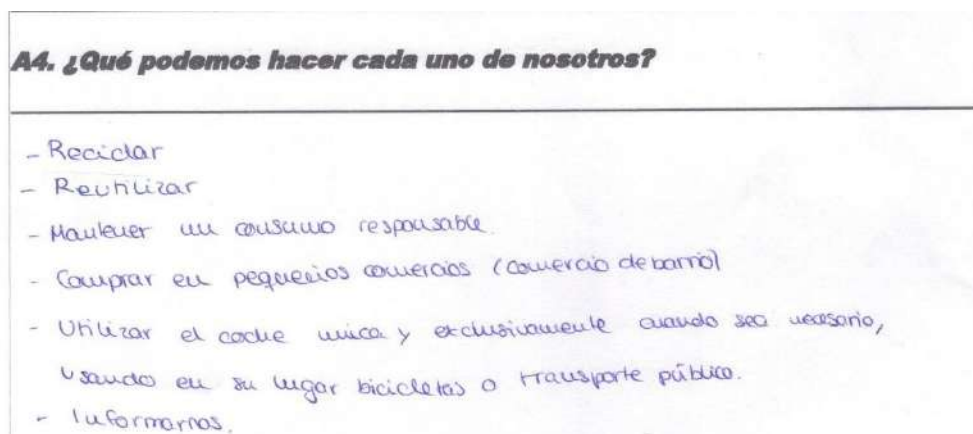 A4. ¿Qué podemos hacer cada uno de nosotros?
- Reciclar
- Reutilizar
- Mantener un consumo responsable.
- Comprar en pequeños comercios (comercio de barrio)
- Utilizar el coche unica y exclusivamente cuando sea necesario,
usando en su lugar bicicletas o transporte público.
- Informarnos.